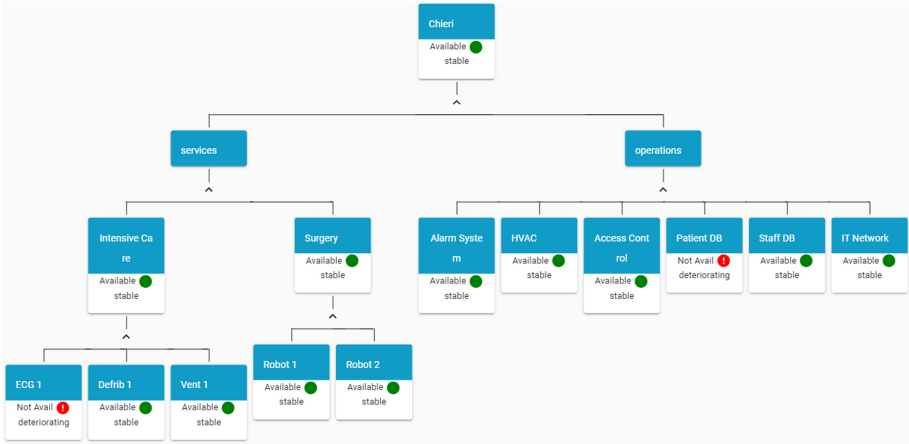 Chieri
Available
stable
services
operations
Intensive Ca
re
Available
stable
Surgery
Available
stable
Alarm Syste
m
Available
stable
HVAC
Available
stable
Access Cont
rol
Available
stable
Patient DB
Not Avail !
deteriorating
Staff DB
Available
stable
IT Network
Available
stable
ECG 1
Not Avail !
deteriorating
Defrib 1
Available
stable
Vent 1
Available
stable
Robot 1
Available
stable
Robot 2
Available
stable